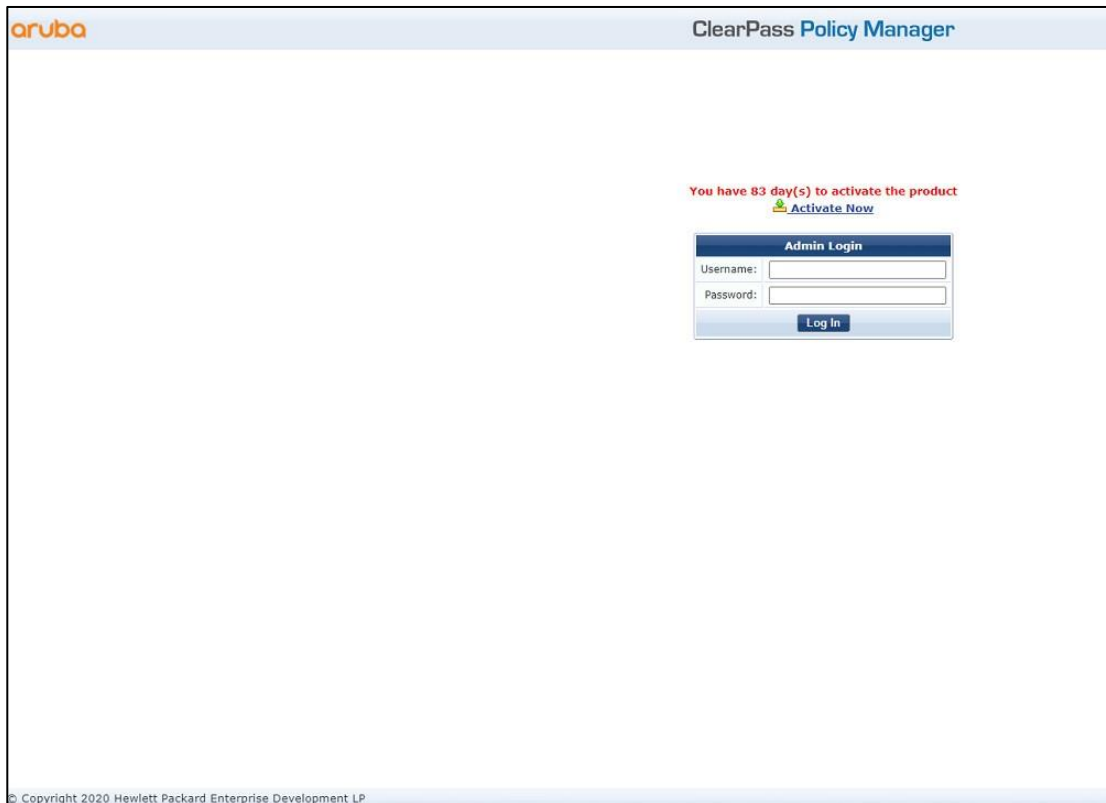 aruba
ClearPass Policy Manager
You have 83 day(s) to activate the product
Activate Now
Admin Login
Username:
Password:
Log In
© Copyright 2020 Hewlett Packard Enterprise Development LP